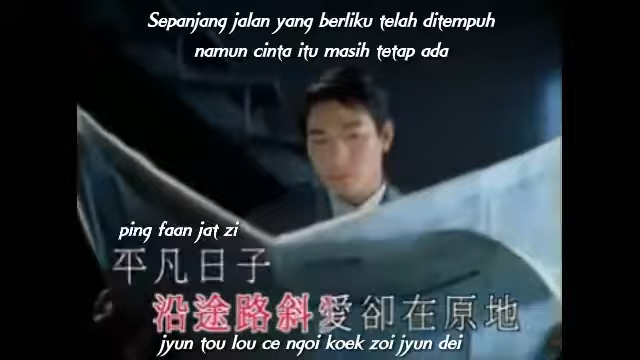 Sepanjang jalan yang berliku telah ditempuh
namun cinta itu masih tetap ada
ping faan jat zi
平凡日子
沿途路斜愛卻在原地
jyun tou lou ce ngoi koek zoi jyun dei